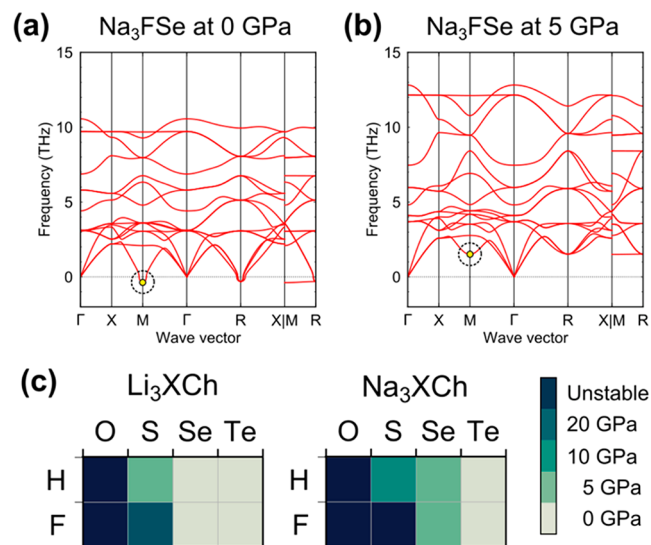 (a) Na₃FSe at 0 GPa
15
10
5
0
Frequency (THz)
Γ X M Γ R X|M R
Wave vector
(b) Na₃FSe at 5 GPa
15
10
5
0
Frequency (THz)
Γ X M Γ R X|M R
Wave vector
(c)
Li₃XCh
O S Se Te
H
F
Na₃XCh
O S Se Te
H
F
Unstable
20 GPa
10 GPa
5 GPa
0 GPa